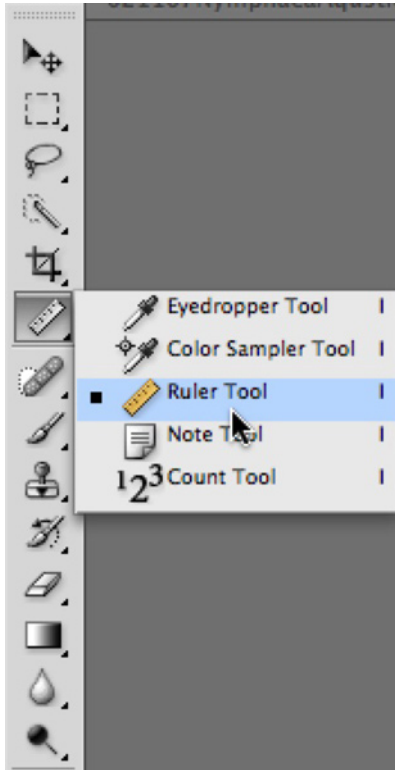 Eyedropper Tool I
Color Sampler Tool I
Ruler Tool I
Note Tool I
123 Count Tool I